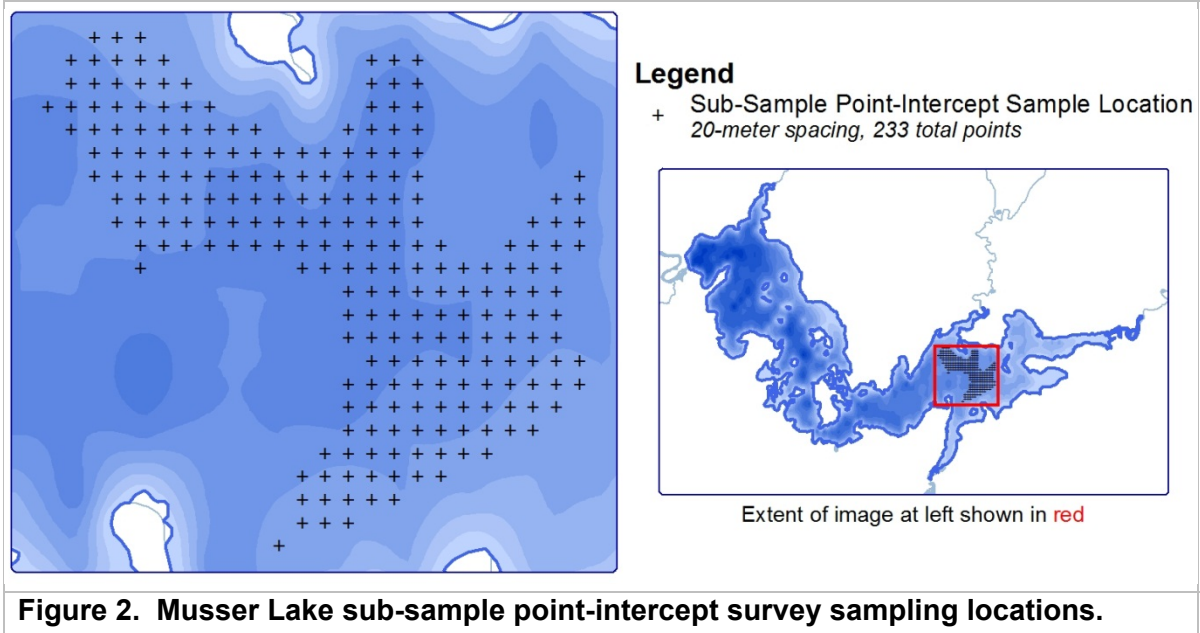 Legend
+ Sub-Sample Point-Intercept Sample Location
20-meter spacing, 233 total points
Extent of image at left shown in red
Figure 2. Musser Lake sub-sample point-intercept survey sampling locations.